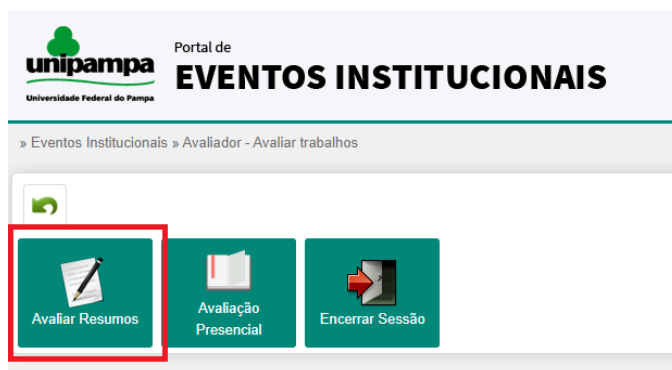 unipampa
Universidade Federal do Pampa
Portal de
EVENTOS INSTITUCIONAIS
» Eventos Institucionais » Avaliador - Avaliar trabalhos
Avaliar Resumos
Avaliação
Presencial
Encerrar Sessão